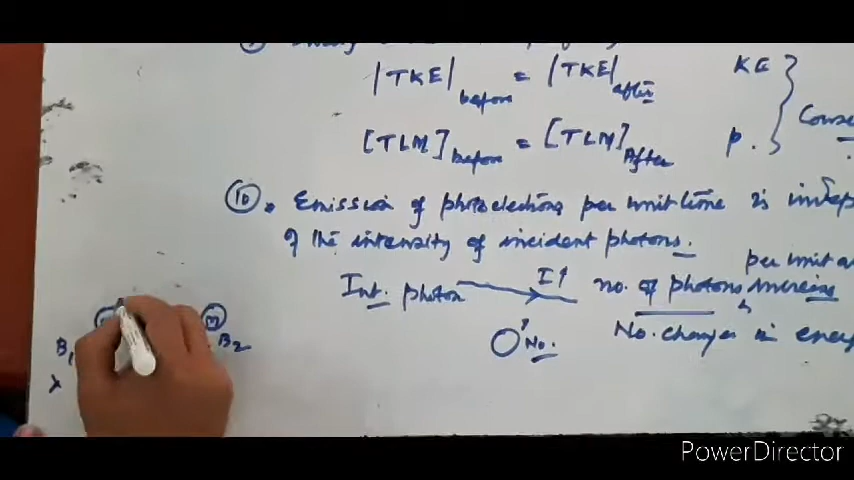 |TKE| before = |TKE| after
KE
[TLM] before = [TLM] After
p.
(10). Emission of photoelectrons per unit time is indep
of the intensity of incident photons.
per unit a
Int. photon I↑ no. of photons increase
B1 m B2
No.
No. changes in ener
PowerDirector